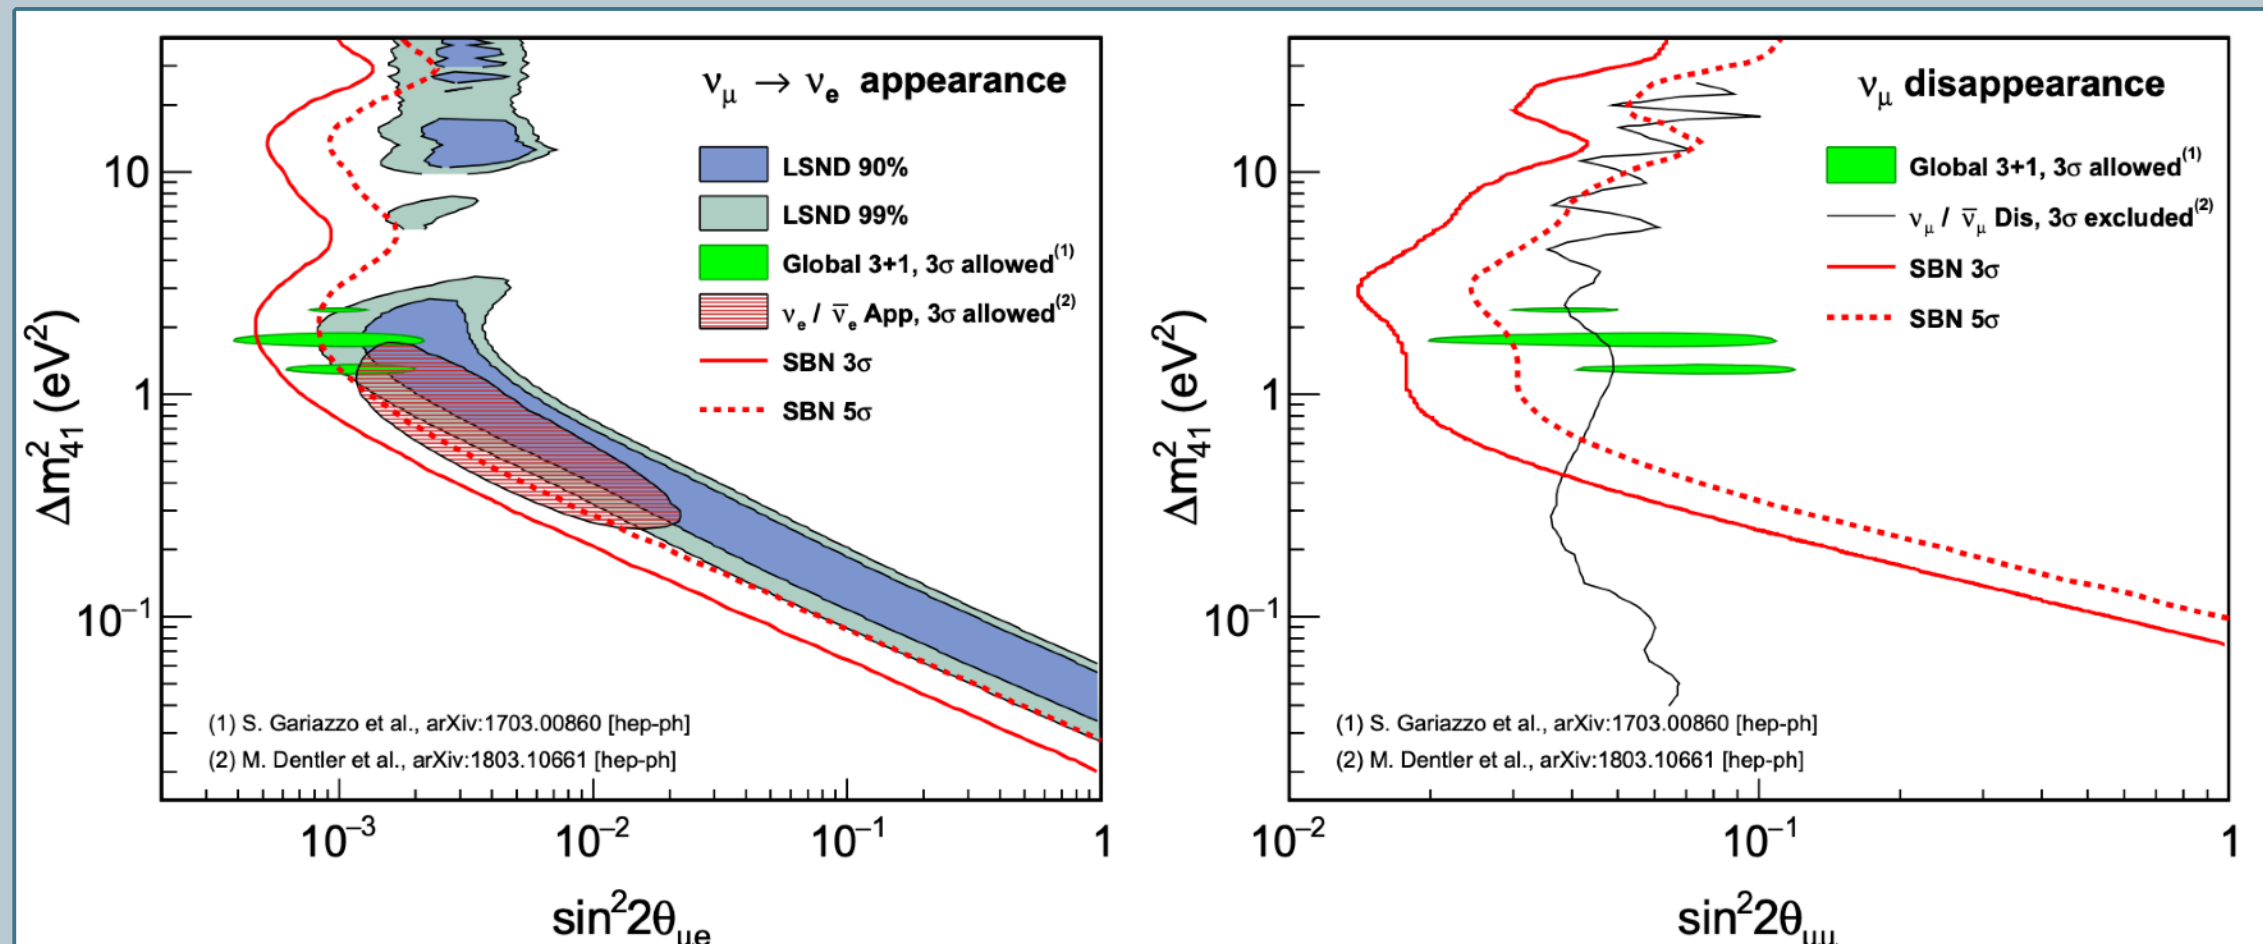 νμ → νe appearance
LSND 90%
LSND 99%
Global 3+1, 3σ allowed(1)
νe / ν̅e App, 3σ allowed(2)
SBN 3σ
SBN 5σ
10
1
10⁻¹
Δm²41 (eV²)
(1) S. Gariazzo et al., arXiv:1703.00860 [hep-ph]
(2) M. Dentler et al., arXiv:1803.10661 [hep-ph]
10⁻³ 10⁻² 10⁻¹ 1
sin²2θμe
νμ disappearance
Global 3+1, 3σ allowed(1)
νμ / ν̅μ Dis, 3σ excluded(2)
SBN 3σ
SBN 5σ
10
1
10⁻¹
Δm²41 (eV²)
(1) S. Gariazzo et al., arXiv:1703.00860 [hep-ph]
(2) M. Dentler et al., arXiv:1803.10661 [hep-ph]
10⁻² 10⁻¹ 1
sin²2θμμ